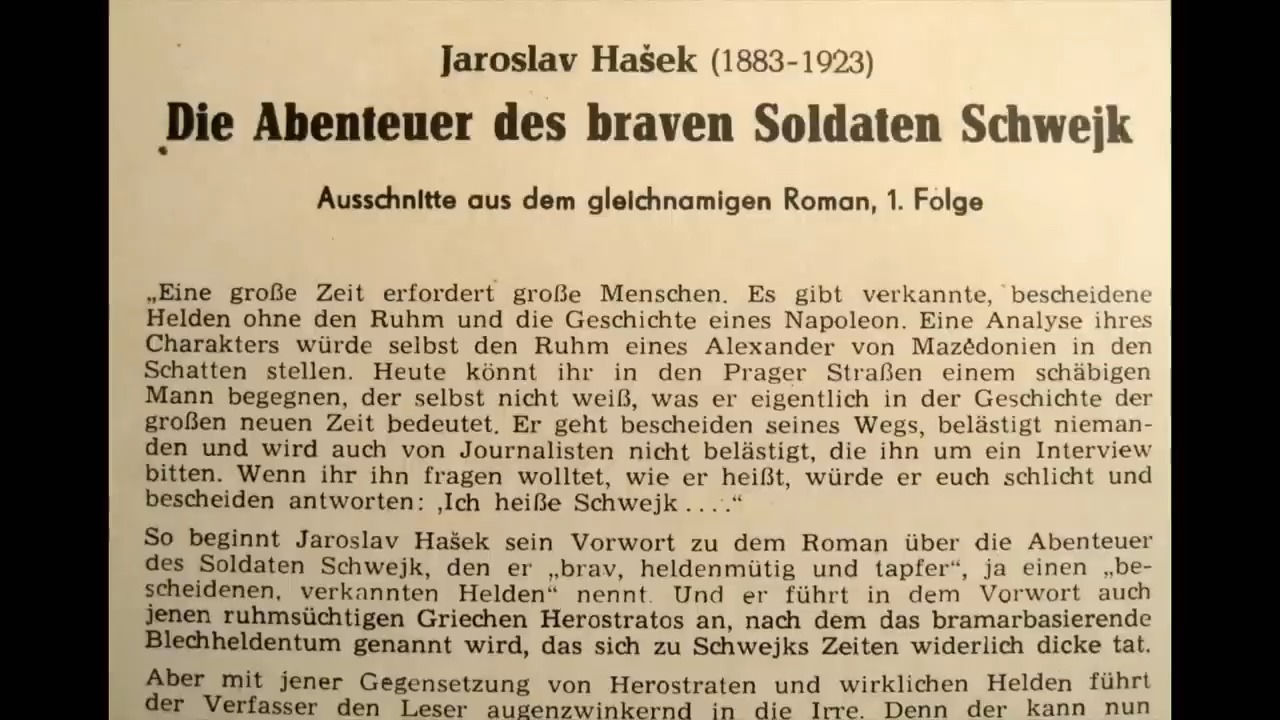 Jaroslav Hašek (1883-1923)
Die Abenteuer des braven Soldaten Schwejk
Ausschnitte aus dem gleichnamigen Roman, 1. Folge
„Eine große Zeit erfordert große Menschen. Es gibt verkannte, bescheidene
Helden ohne den Ruhm und die Geschichte eines Napoleon. Eine Analyse ihres
Charakters würde selbst den Ruhm eines Alexander von Mazedonien in den
Schatten stellen. Heute könnt ihr in den Prager Straßen einem schäbigen
Mann begegnen, der selbst nicht weiß, was er eigentlich in der Geschichte der
großen neuen Zeit bedeutet. Er geht bescheiden seines Wegs, belästigt nieman-
den und wird auch von Journalisten nicht belästigt, die ihn um ein Interview
bitten. Wenn ihr ihn fragen wolltet, wie er heißt, würde er euch schlicht und
bescheiden antworten: ‚Ich heiße Schwejk . . . .“
So beginnt Jaroslav Hašek sein Vorwort zu dem Roman über die Abenteuer
des Soldaten Schwejk, den er „brav, heldenmütig und tapfer“, ja einen „be-
scheidenen, verkannten Helden“ nennt. Und er führt in dem Vorwort auch
jenen ruhmsüchtigen Griechen Herostratos an, nach dem das bramarbasierende
Blechheldentum genannt wird, das sich zu Schwejks Zeiten widerlich dicke tat.
Aber mit jener Gegensetzung von Herostraten und wirklichen Helden führt
der Verfasser den Leser augenzwinkernd in die Irre. Denn der kann nun